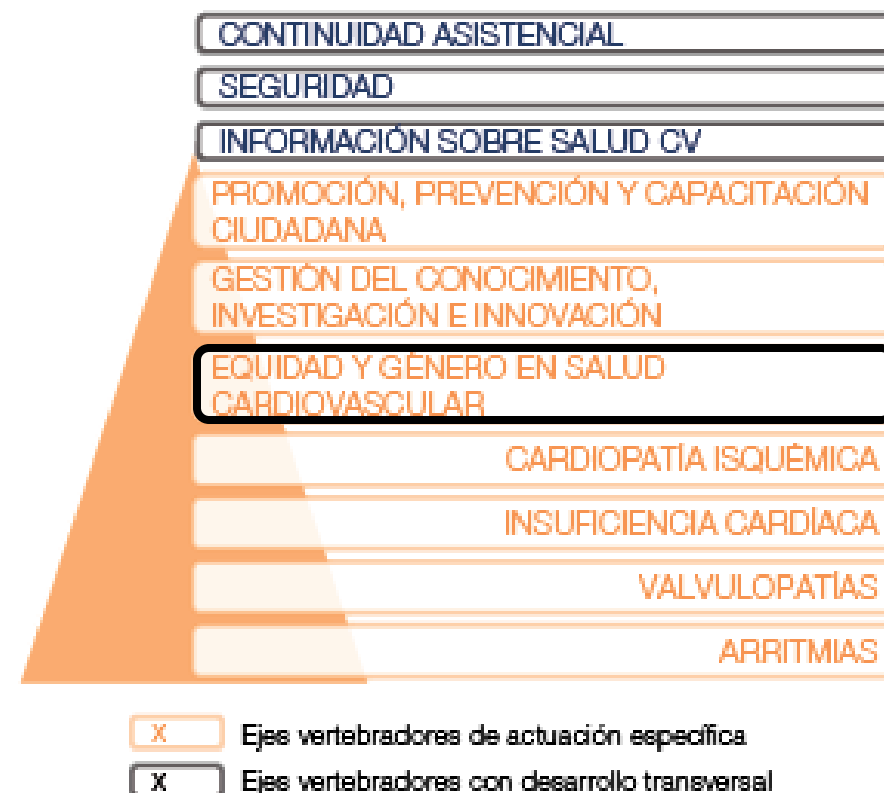 CONTINUIDAD ASISTENCIAL
SEGURIDAD
INFORMACIÓN SOBRE SALUD CV
PROMOCIÓN, PREVENCIÓN Y CAPACITACIÓN
CIUDADANA
GESTIÓN DEL CONOCIMIENTO,
INVESTIGACIÓN E INNOVACIÓN
EQUIDAD Y GÉNERO EN SALUD
CARDIOVASCULAR
CARDIOPATÍA ISQUÉMICA
INSUFICIENCIA CARDÍACA
VALVULOPATÍAS
ARRITMIAS
X Ejes vertebradores de actuación específica
X Ejes vertebradores con desarrollo transversal